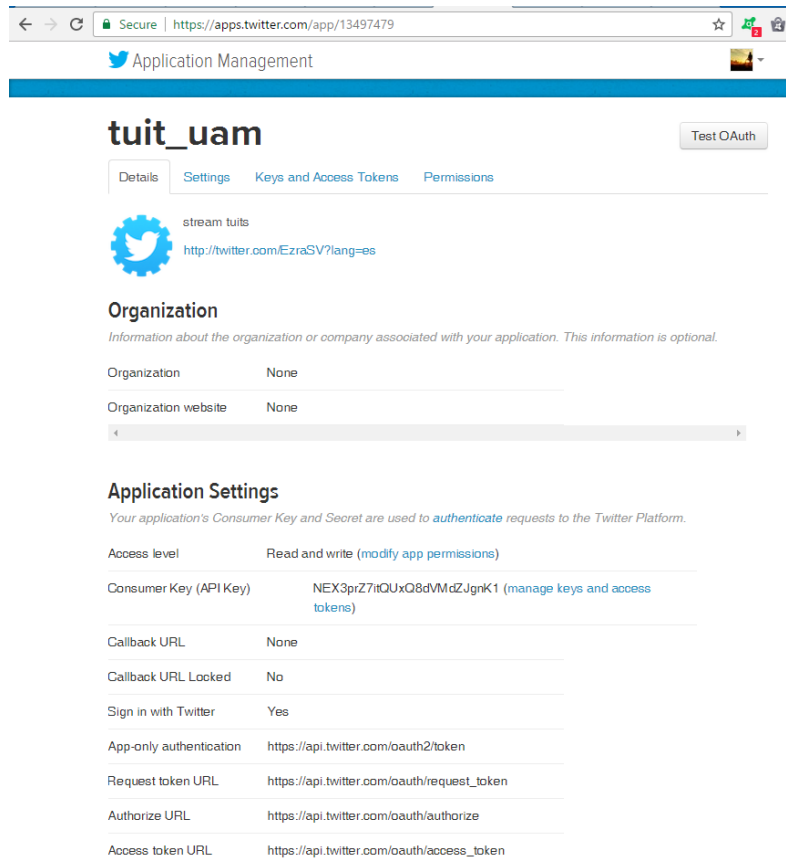 Secure | https://apps.twitter.com/app/13497479
2
Application Management
tuit_uam
Test OAuth
Details Settings Keys and Access Tokens Permissions
stream tuits
http://twitter.com/EzraSV?lang=es
Organization
Information about the organization or company associated with your application. This information is optional.
Organization None
Organization website None
Application Settings
Your application's Consumer Key and Secret are used to authenticate requests to the Twitter Platform.
Access level Read and write (modify app permissions)
Consumer Key (API Key) NEX3prZ7itQUxQ8dVMdZJgnK1 (manage keys and access
tokens)
Callback URL None
Callback URL Locked No
Sign in with Twitter Yes
App-only authentication https://api.twitter.com/oauth2/token
Request token URL https://api.twitter.com/oauth/request_token
Authorize URL https://api.twitter.com/oauth/authorize
Access token URL https://api.twitter.com/oauth/access_token